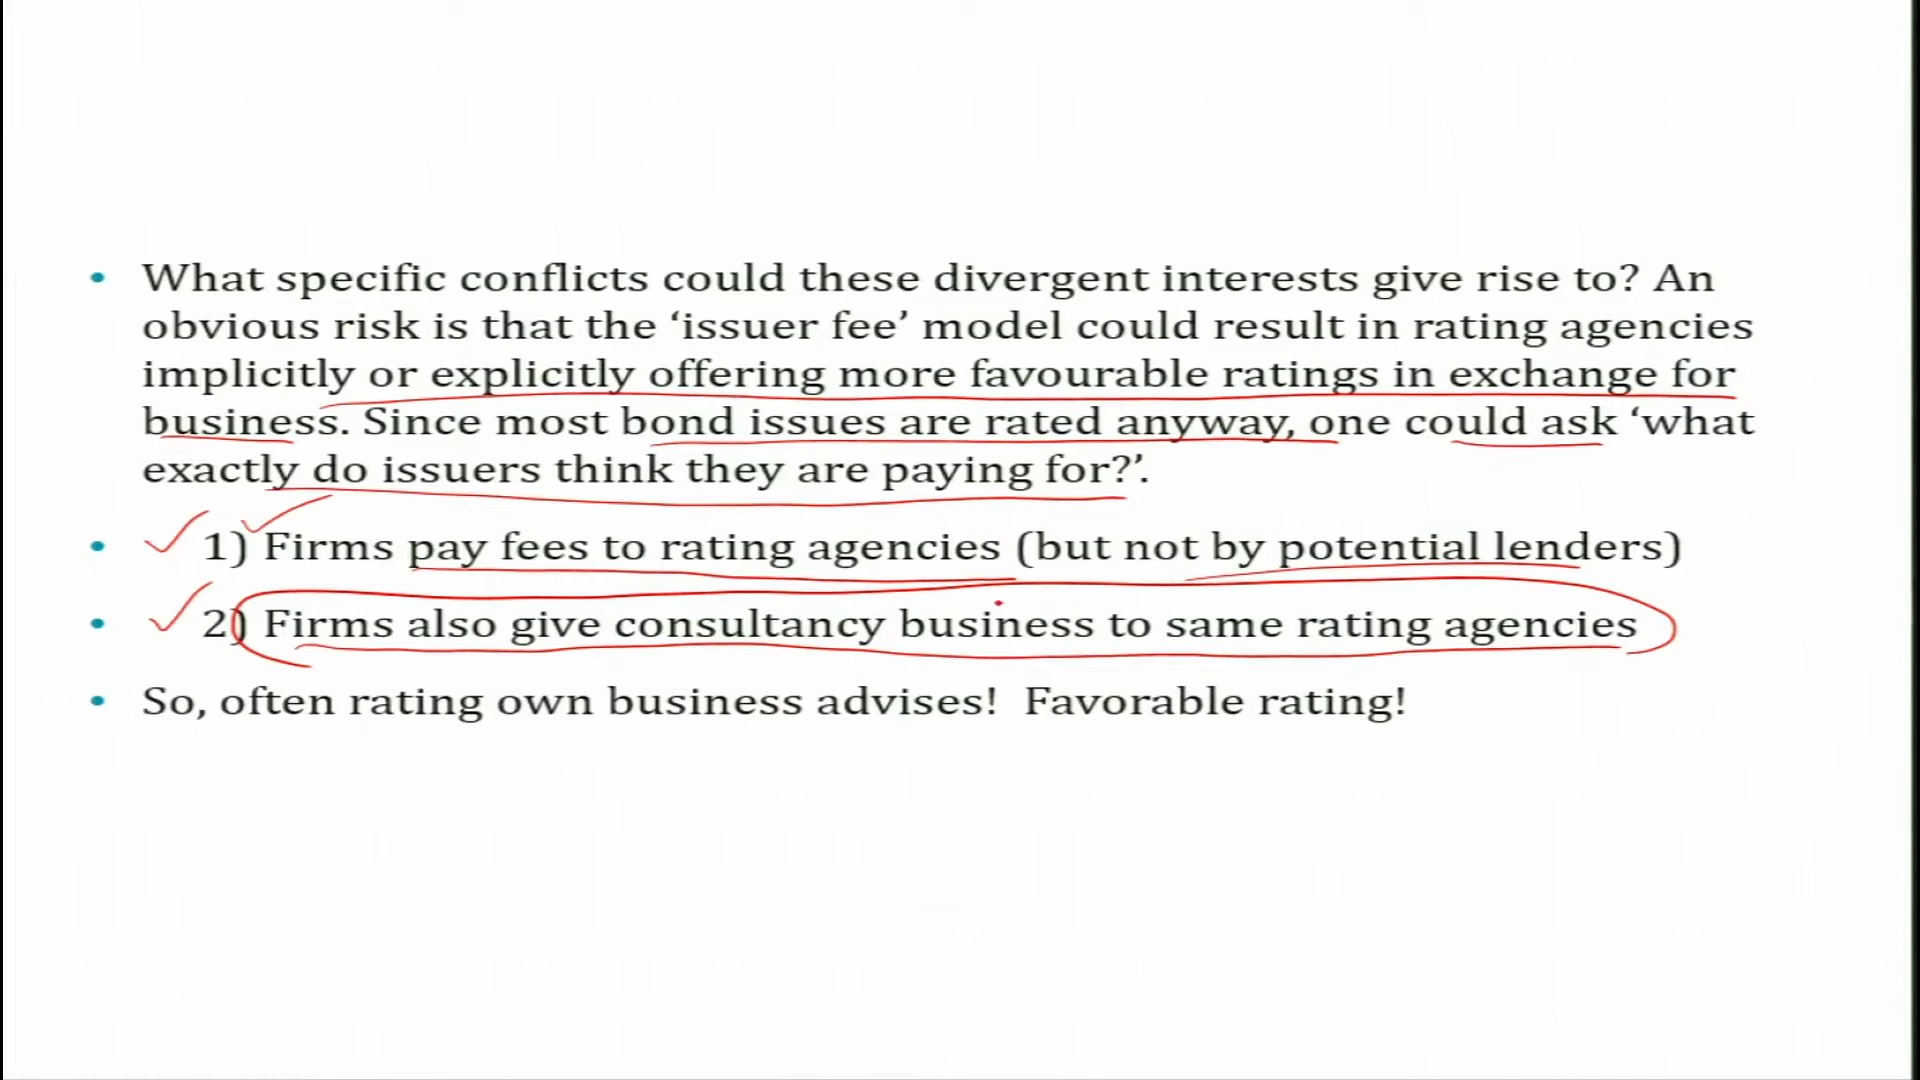 • What specific conflicts could these divergent interests give rise to? An
obvious risk is that the ‘issuer fee’ model could result in rating agencies
implicitly or explicitly offering more favourable ratings in exchange for
business. Since most bond issues are rated anyway, one could ask ‘what
exactly do issuers think they are paying for?’.
• 1) Firms pay fees to rating agencies (but not by potential lenders)
• 2) Firms also give consultancy business to same rating agencies
• So, often rating own business advises! Favorable rating!